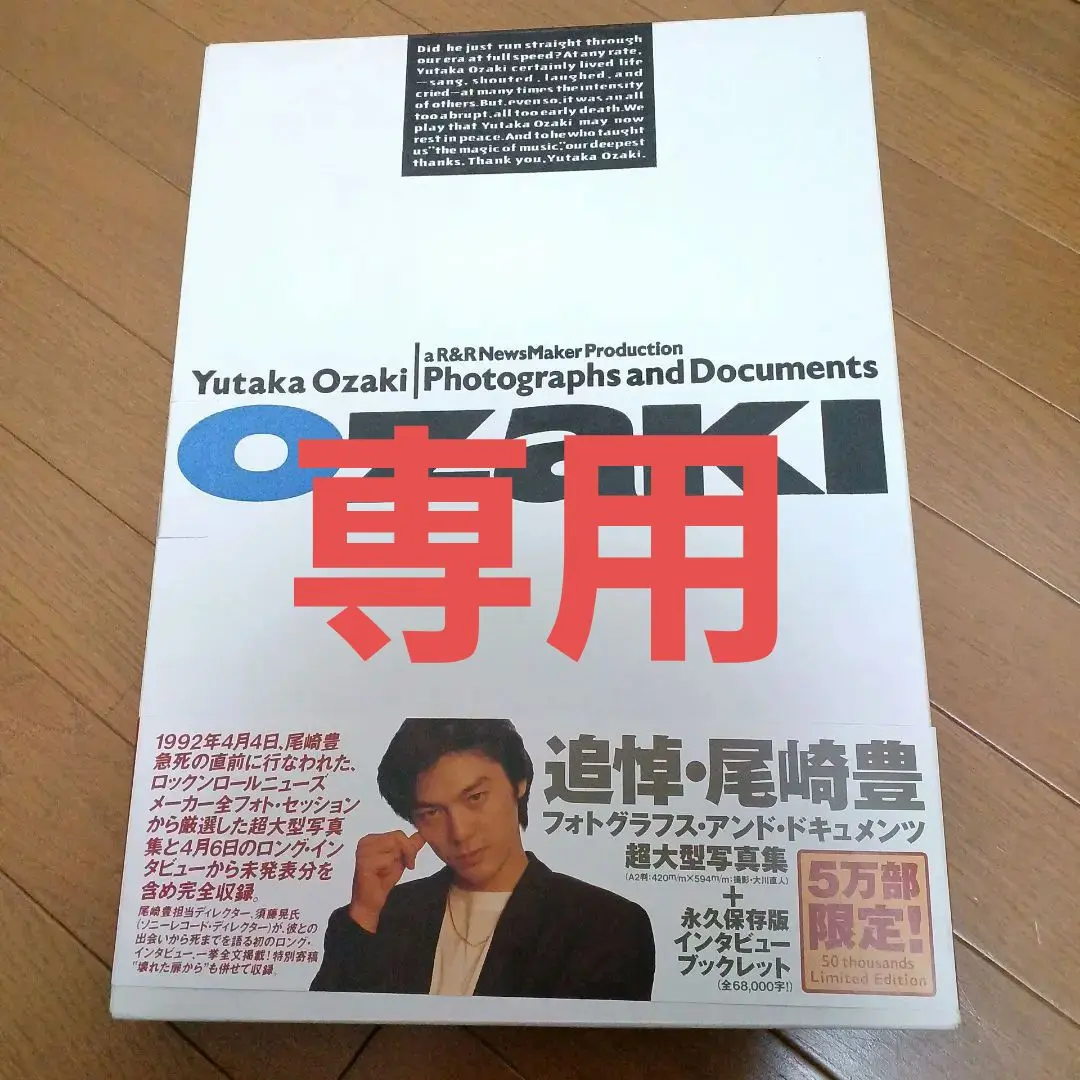 Did he just run straight through
our era at full speed? At any rate,
Yutaka Ozaki certainly lived life
—sang, shouted, laughed, and
cried—at many times the intensity
of others. But, even so, it was an all
too abrupt, all too early death. We
play that Yutaka Ozaki may now
rest in peace. And to he who taught
us "the magic of music," our deepest
thanks. Thank you, Yutaka Ozaki.
a R&R NewsMaker Production
Yutaka Ozaki Photographs and Documents
OZaKI
専用
1992年4月4日、尾崎豊
急死の直前に行なわれた、
ロックンロールニューズ
メーカー全フォト・セッション
から厳選した超大型写真
集と4月6日のロング・イン
タビューから未発表分を
含め完全収録。
尾崎豊担当ディレクター、須藤晃氏
(ソニーレコード・ディレクター)が、彼との
出会いから死までを語る初のロング・
インタビュー、一挙全文掲載!特別寄稿
"壊れた扉から"も併せて収録。
追悼・尾崎豊
フォトグラフス・アンド・ドキュメンツ
超大型写真集
(A2判:420m/m×594m/m:撮影・大川直人)
+
永久保存版
インタビュー
ブックレット
(全68,000字!)
5万部
限定!
50 thousands
Limited Edition